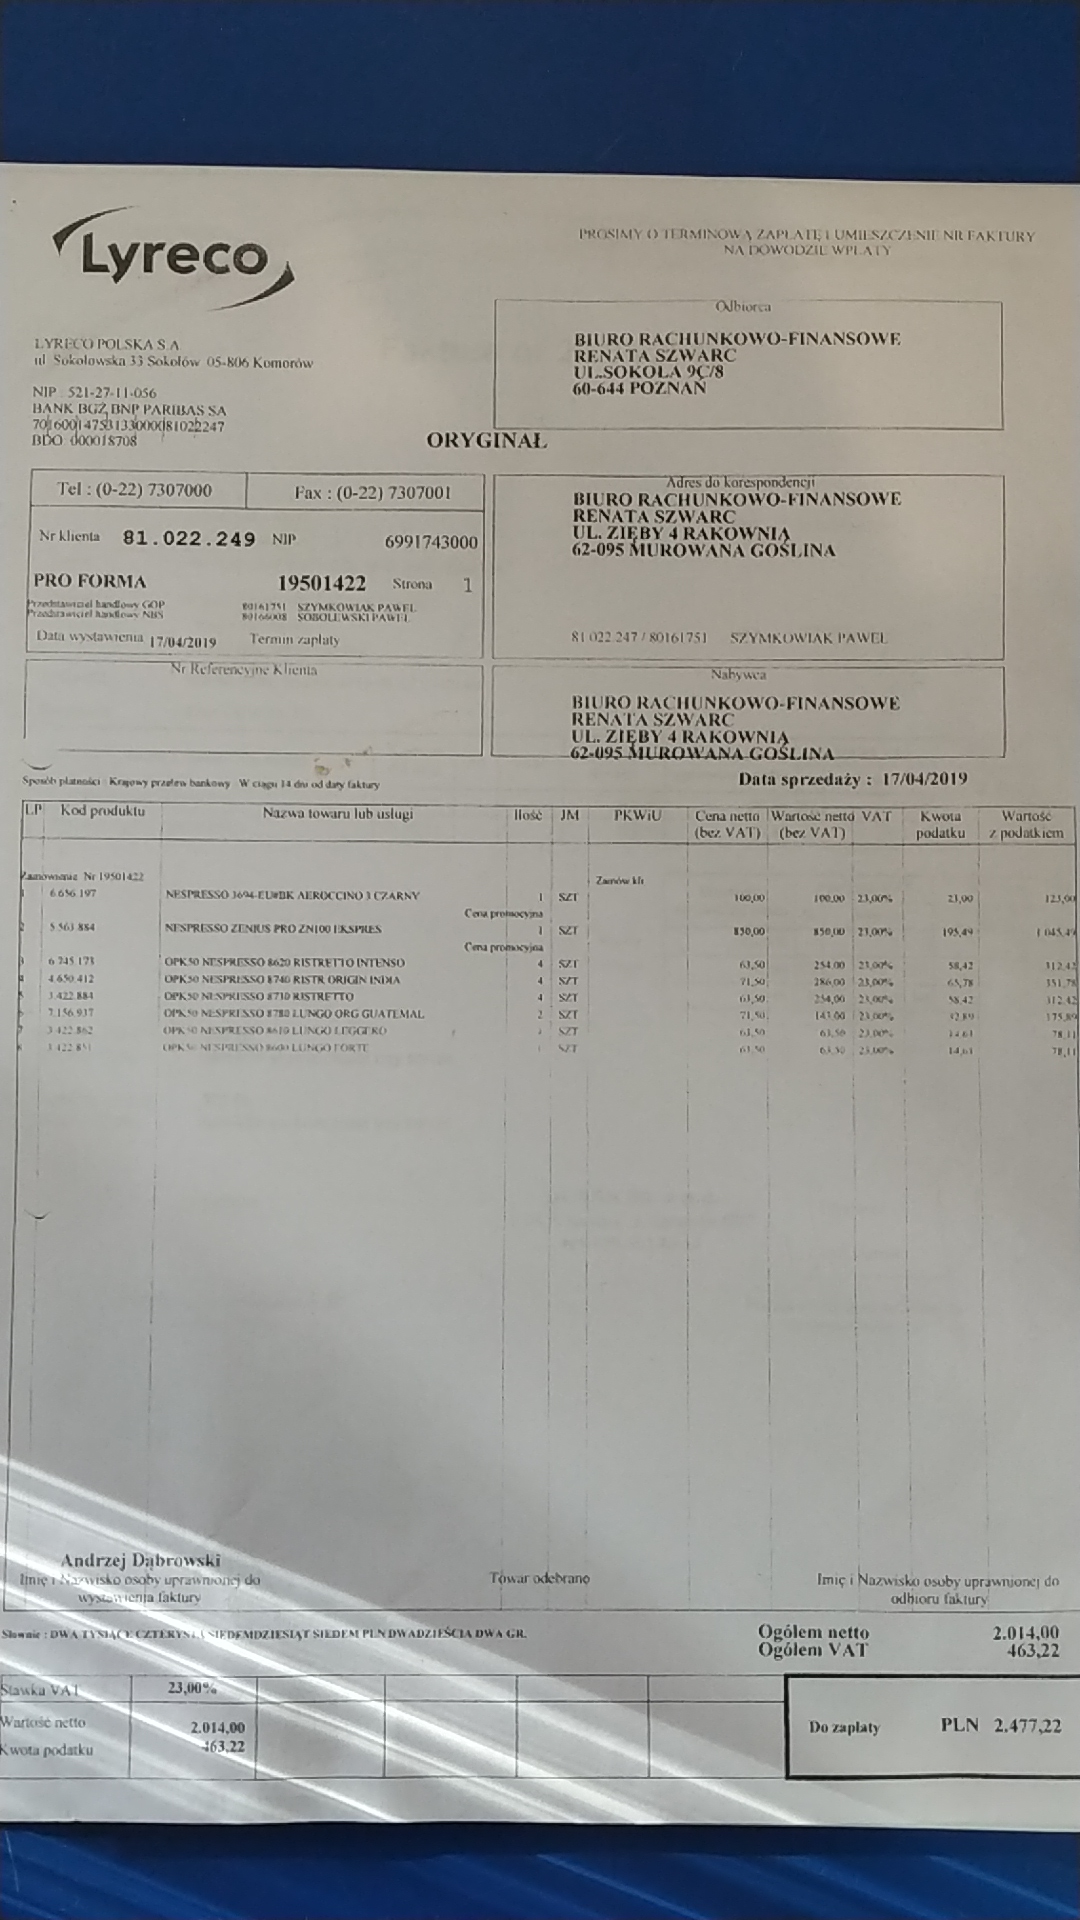 Lyreco
PROSIMY O TERMINOWĄ ZAPŁATĘ I UMIESZCZENIE NR FAKTURY
NA DOWODZIE WPŁATY
LYRECO POLSKA S.A
ul Sokołowska 33 Sokołów 05-806 Komorów
NIP : 521-27-11-056
BANK BGŻ BNP PARIBAS SA
70160014753133000081022247
BDO: 000018708
Odbiorca
BIURO RACHUNKOWO-FINANSOWE
RENATA SZWARC
UL.SOKOŁA 9C/8
60-644 POZNAŃ
ORYGINAŁ
Tel : (0-22) 7307000 Fax : (0-22) 7307001
Nr klienta 81.022.249 NIP 6991743000
PRO FORMA 19501422 Strona 1
Przedstawiciel handlowy GOP 80161751 SZYMKOWIAK PAWEŁ
Przedstawiciel handlowy NBS 80166008 SOBOLEWSKI PAWEŁ
Data wystawienia 17/04/2019 Termin zapłaty
Adres do korespondencji
BIURO RACHUNKOWO-FINANSOWE
RENATA SZWARC
UL. ZIĘBY 4 RAKOWNIA
62-095 MUROWANA GOŚLINA
81.022.247 / 80161751 SZYMKOWIAK PAWEŁ
Nr Referencyjne Klienta
Nabywca
BIURO RACHUNKOWO-FINANSOWE
RENATA SZWARC
UL. ZIĘBY 4 RAKOWNIA
62-095 MUROWANA GOŚLINA
Sposób płatności : Krajowy przelew bankowy W ciągu 14 dni od daty faktury
Data sprzedaży : 17/04/2019
LP Kod produktu Nazwa towaru lub usługi Ilość JM PKWiU Cena netto (bez VAT) Wartość netto (bez VAT) VAT Kwota podatku Wartość z podatkiem
Zamówienie Nr 19501422 Zamów klt
1 6.656.197 NESPRESSO 3694-EU#BK AEROCCINO 3 CZARNY 1 SZT 100,00 100,00 23,00% 23,00 123,00
Cena promocyjna
2 5.563.884 NESPRESSO ZENIUS PRO ZN100 EKSPRES 1 SZT 850,00 850,00 23,00% 195,49 1 045,49
Cena promocyjna
3 6.245.173 OPK50 NESPRESSO 8620 RISTRETTO INTENSO 4 SZT 63,50 254,00 23,00% 58,42 312,42
4 4.650.412 OPK50 NESPRESSO 8740 RISTR ORIGIN INDIA 4 SZT 71,50 286,00 23,00% 65,78 351,78
5 3.422.884 OPK50 NESPRESSO 8710 RISTRETTO 4 SZT 63,50 254,00 23,00% 58,42 312,42
6 7.156.937 OPK50 NESPRESSO 8780 LUNGO ORG GUATEMAL 2 SZT 71,50 143,00 23,00% 32,89 175,89
7 3.422.862 OPK50 NESPRESSO 8610 LUNGO LEGGERO 1 SZT 63,50 63,50 23,00% 14,61 78,11
8 3.422.851 OPK50 NESPRESSO 8600 LUNGO FORTE 1 SZT 63,50 63,50 23,00% 14,61 78,11
Andrzej Dąbrowski
Imię i Nazwisko osoby uprawnionej do
wystawienia faktury
Towar odebrano
Imię i Nazwisko osoby uprawnionej do
odbioru faktury
Słownie : DWA TYSIĄCE CZTERYSTA SIEDEMDZIESIĄT SIEDEM PLN DWADZIEŚCIA DWA GR.
Ogółem netto 2.014,00
Ogółem VAT 463,22
Stawka VAT 23,00%
Wartość netto 2.014,00
Kwota podatku 463,22
Do zapłaty PLN 2.477,22